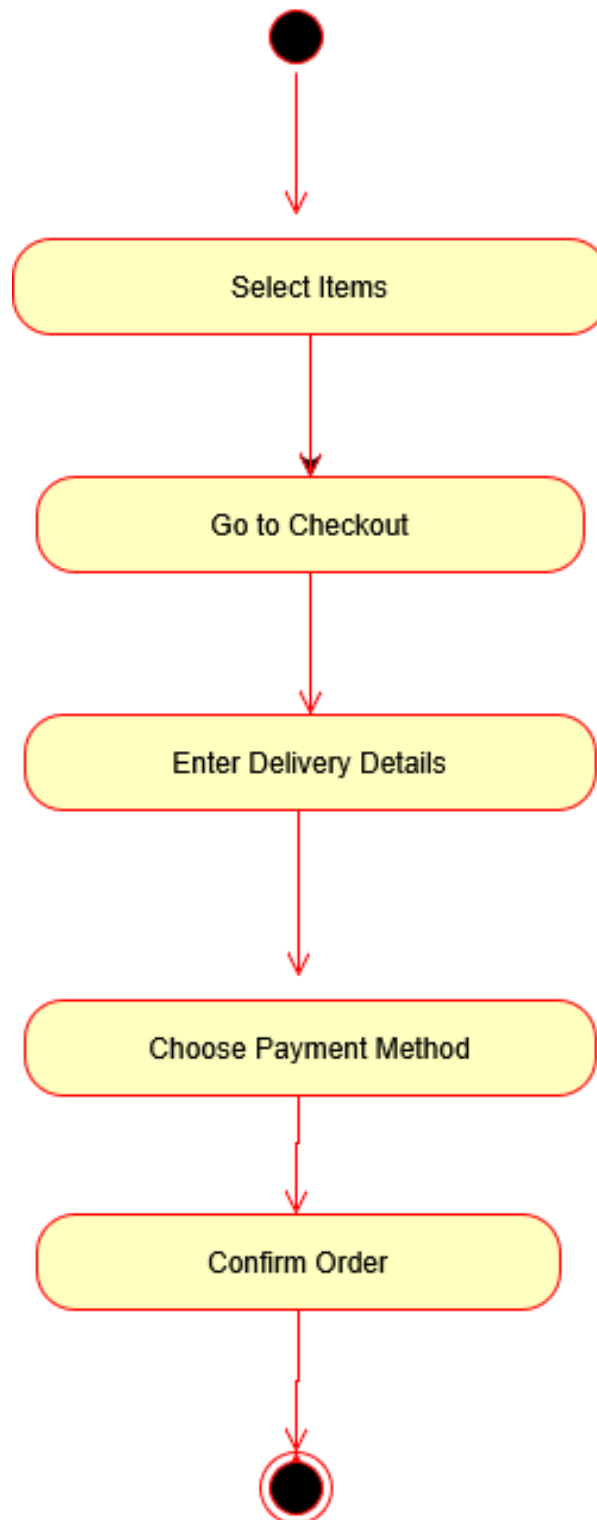 Select Items
Go to Checkout
Enter Delivery Details
Choose Payment Method
Confirm Order